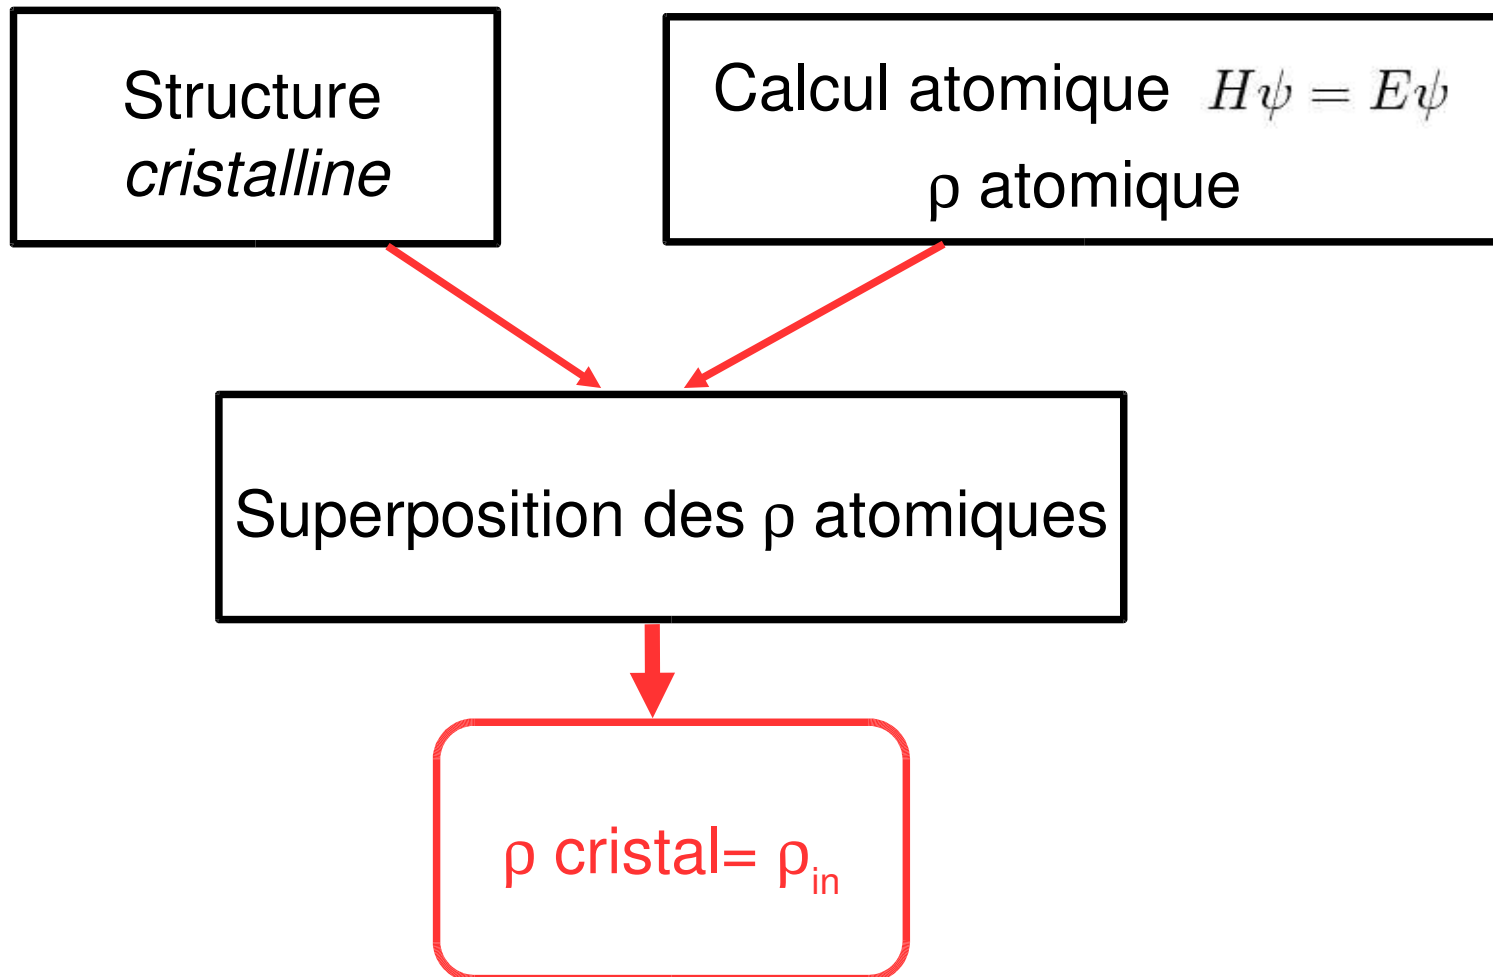 Structure
cristalline
Calcul atomique Hψ = Eψ
ρ atomique
Superposition des ρ atomiques
ρ cristal= ρin